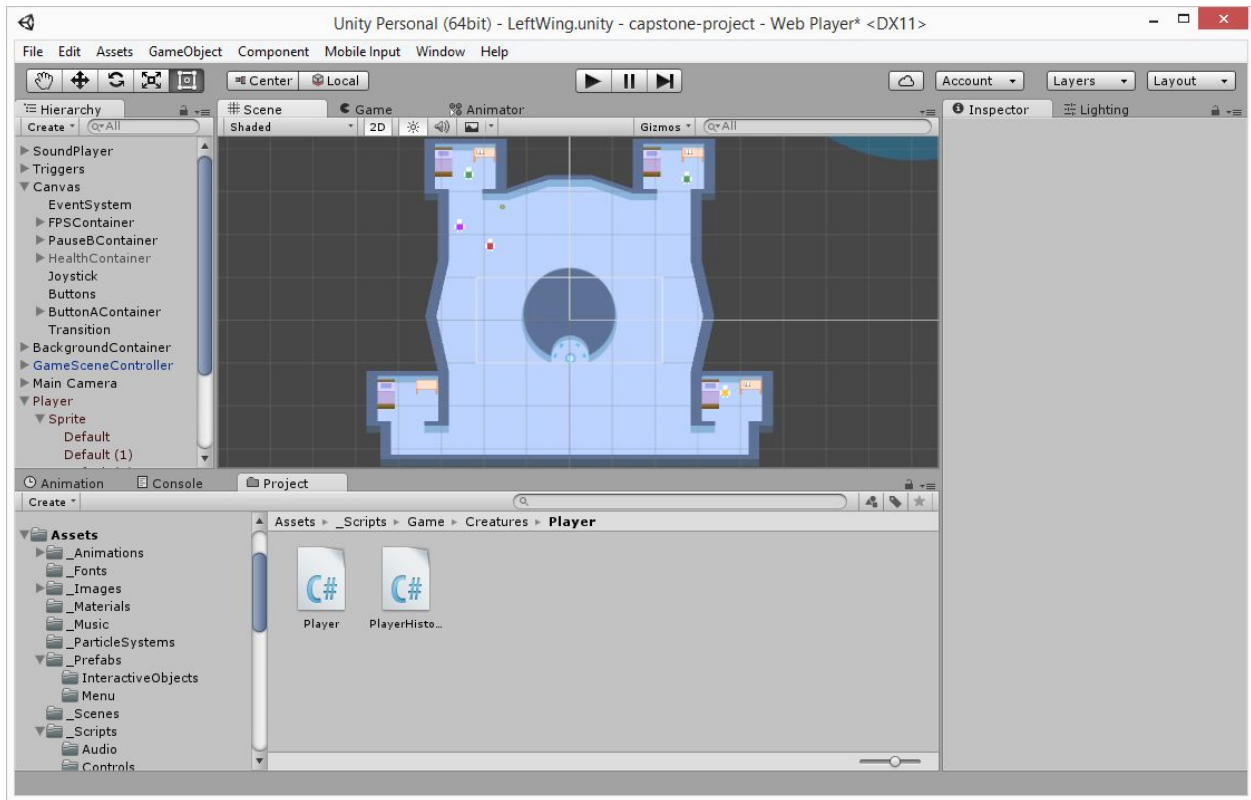 Unity Personal (64bit) - LeftWing.unity - capstone-project - Web Player* <DX11>
File Edit Assets GameObject Component Mobile Input Window Help
Center Local Account Layers Layout
Hierarchy # Scene Game Animator Inspector Lighting
Create All Shaded 2D Gizmos All
SoundPlayer
Triggers
Canvas
EventSystem
FPSContainer
PauseBContainer
HealthContainer
Joystick
Buttons
ButtonAContainer
Transition
BackgroundContainer
GameSceneController
Main Camera
Player
Sprite
Default
Default (1)
Animation Console Project
Create
Assets
_Animations
_Fonts
_Images
_Materials
_Music
_ParticleSystems
_Prefabs
InteractiveObjects
Menu
_Scenes
_Scripts
Audio
Controls
Assets _Scripts Game Creatures Player
C# C#
Player PlayerHisto...